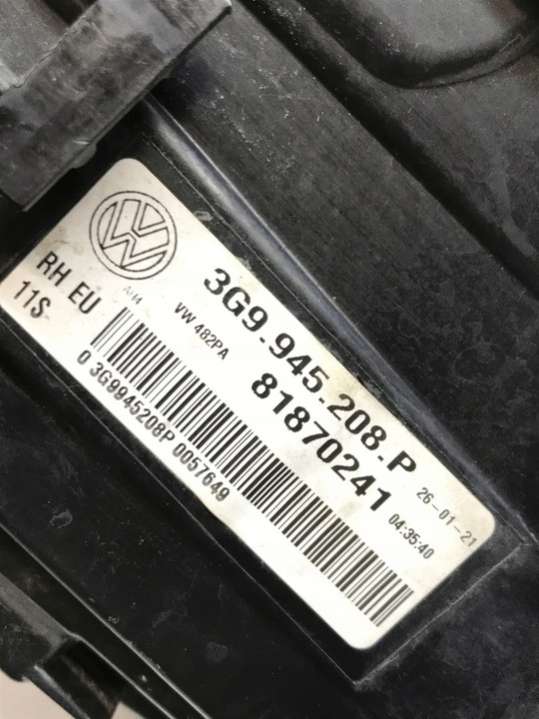 3G9.945.208.P
26-01-21
RH EU
VW 482PA
81870241
04:35:40
11S
0 3G9945208P 0057649